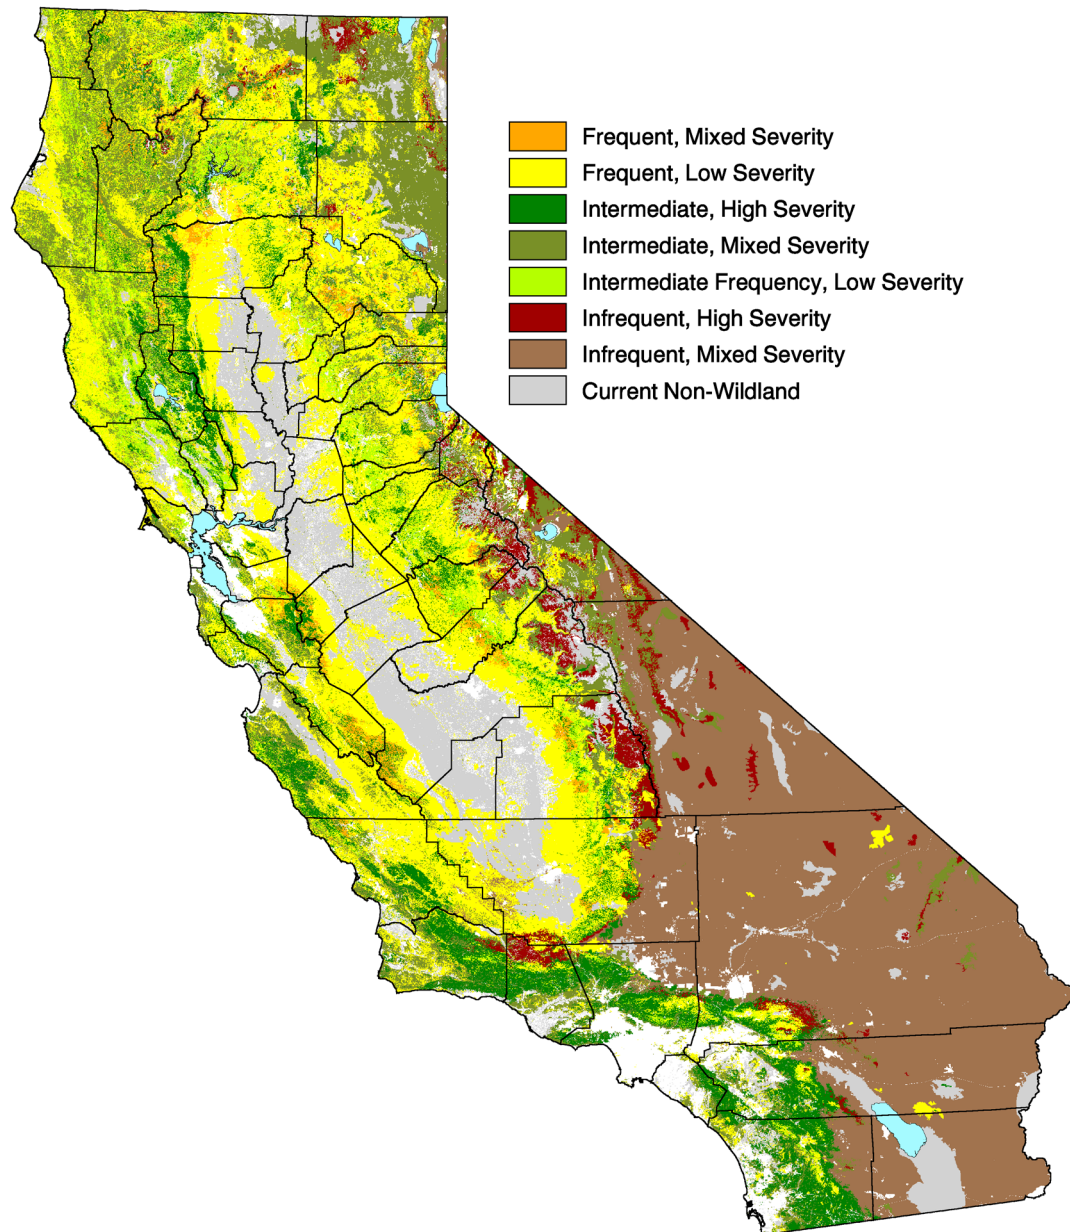 Frequent, Mixed Severity
Frequent, Low Severity
Intermediate, High Severity
Intermediate, Mixed Severity
Intermediate Frequency, Low Severity
Infrequent, High Severity
Infrequent, Mixed Severity
Current Non-Wildland